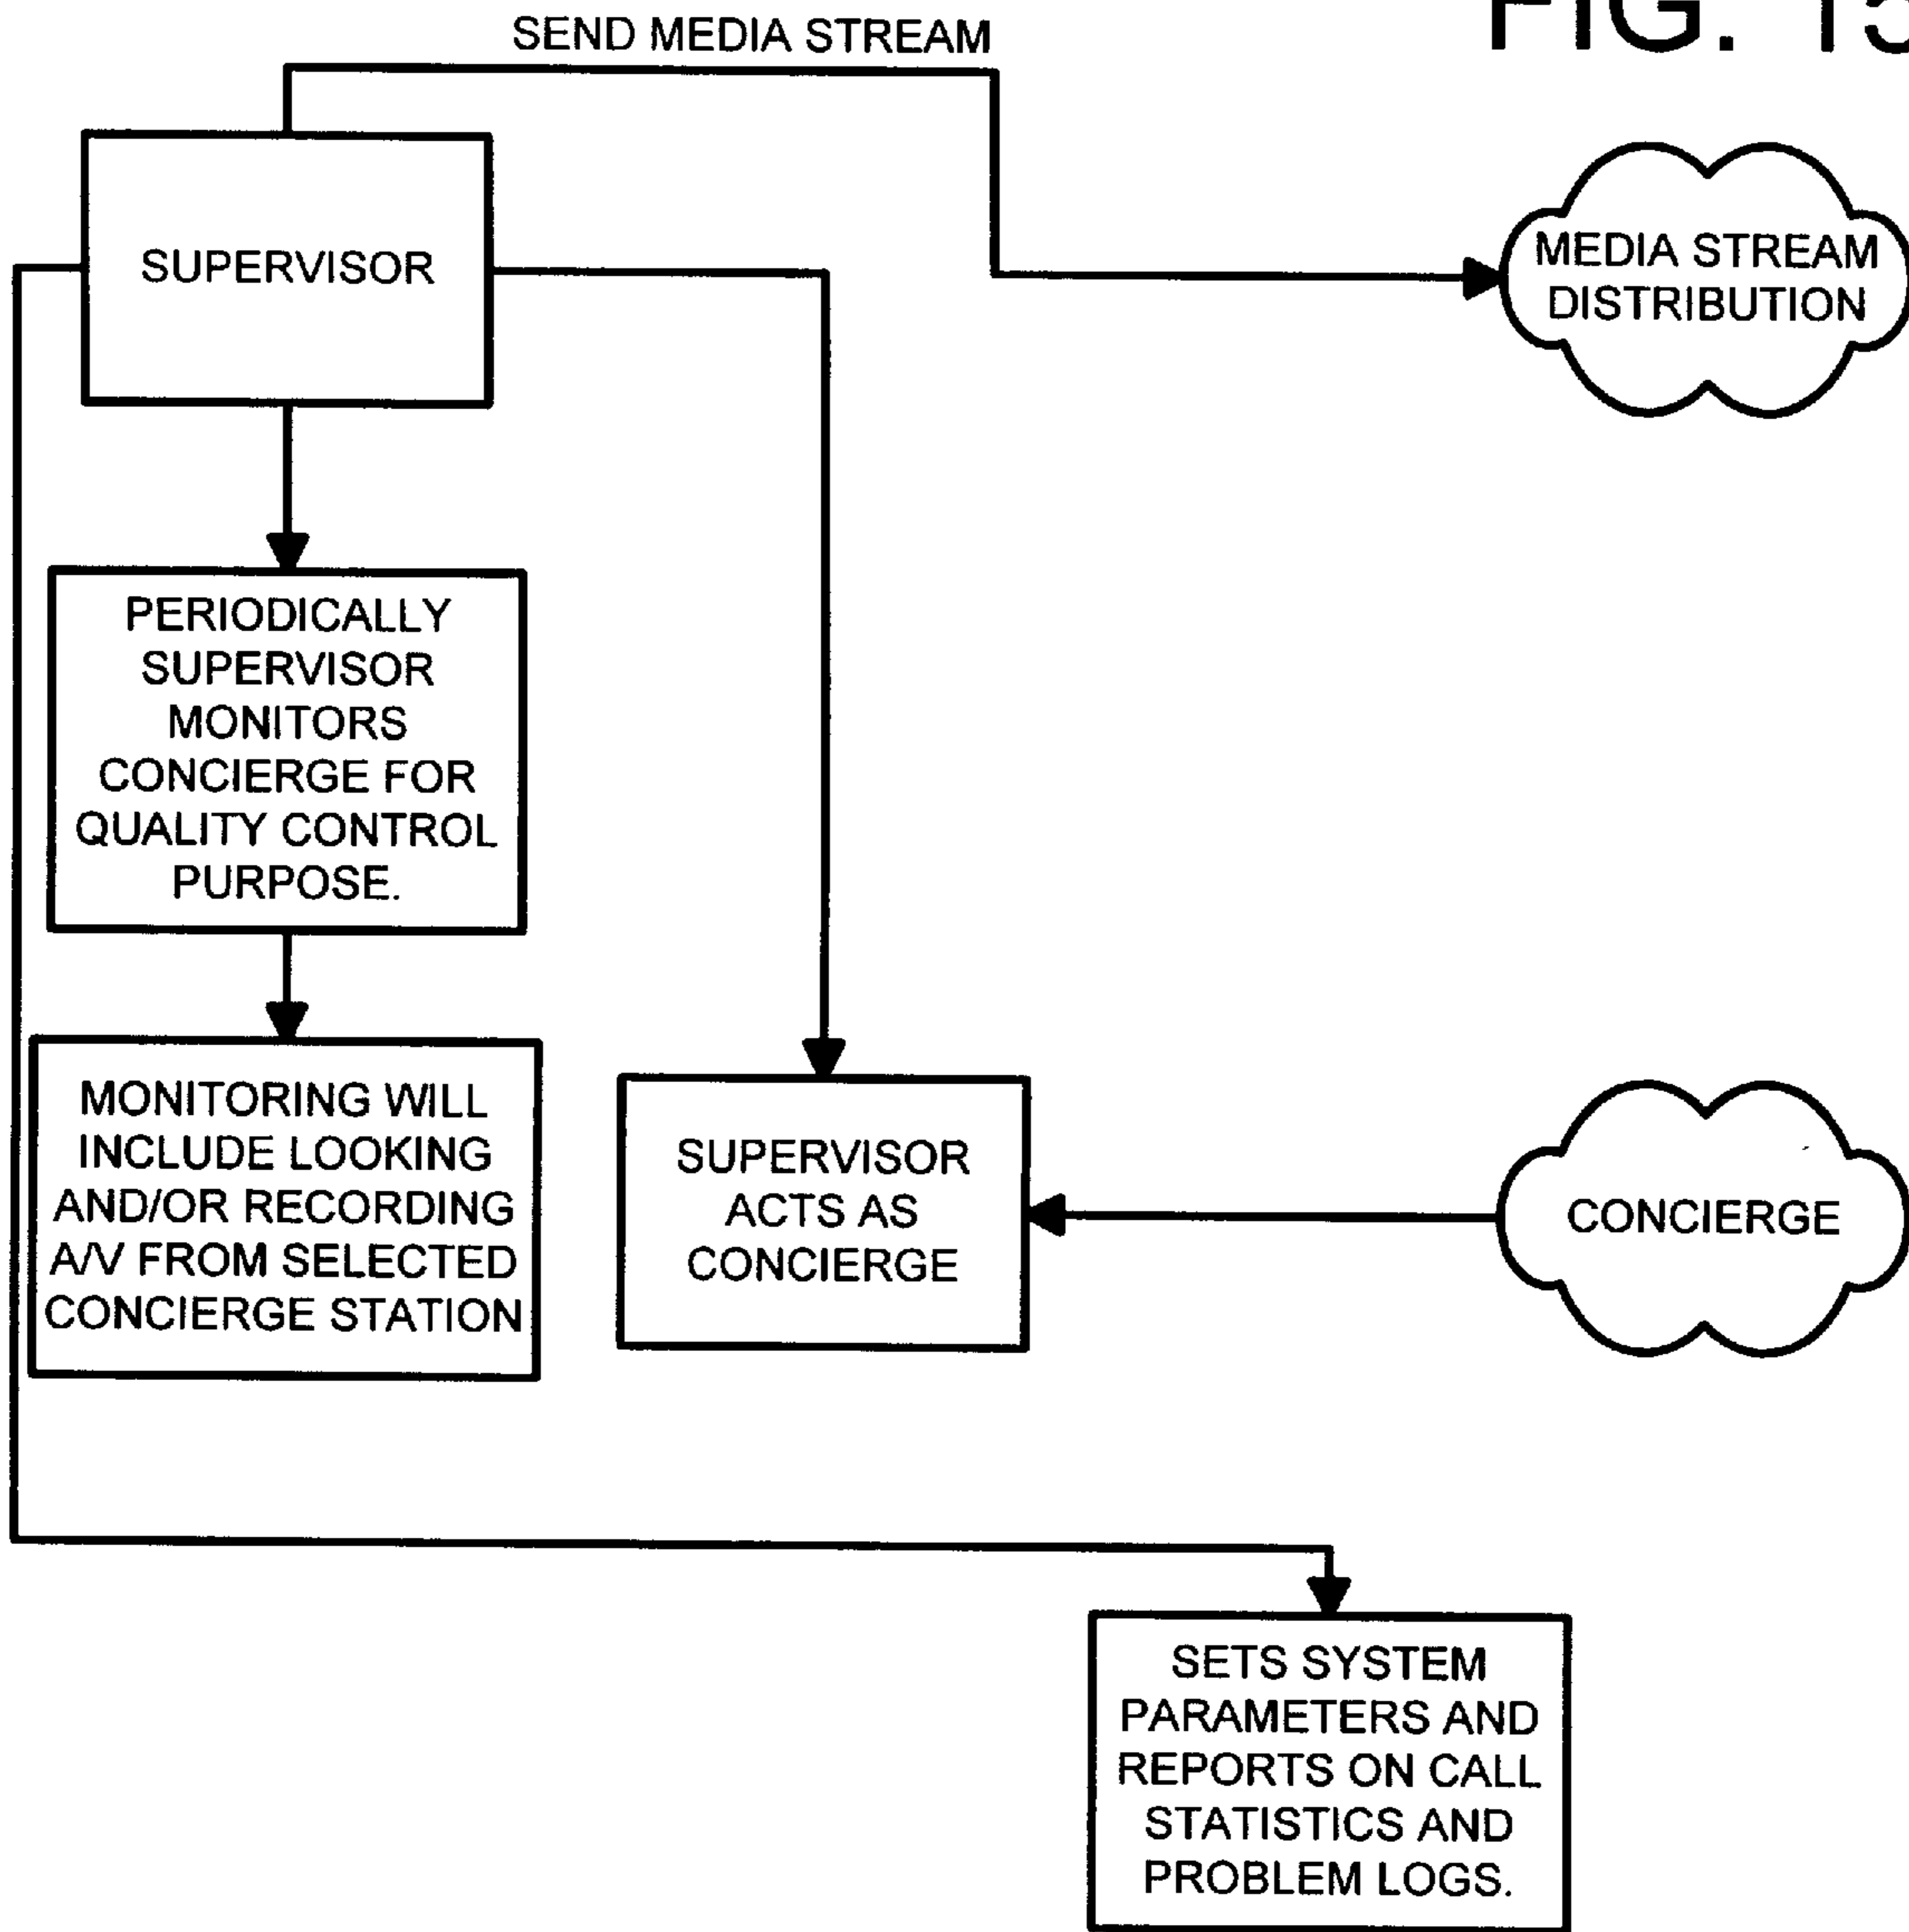 FIG. 15
SEND MEDIA STREAM
SUPERVISOR
MEDIA STREAM
DISTRIBUTION
PERIODICALLY
SUPERVISOR
MONITORS
CONCIERGE FOR
QUALITY CONTROL
PURPOSE.
MONITORING WILL
INCLUDE LOOKING
AND/OR RECORDING
A/V FROM SELECTED
CONCIERGE STATION
SUPERVISOR
ACTS AS
CONCIERGE
CONCIERGE
SETS SYSTEM
PARAMETERS AND
REPORTS ON CALL
STATISTICS AND
PROBLEM LOGS.